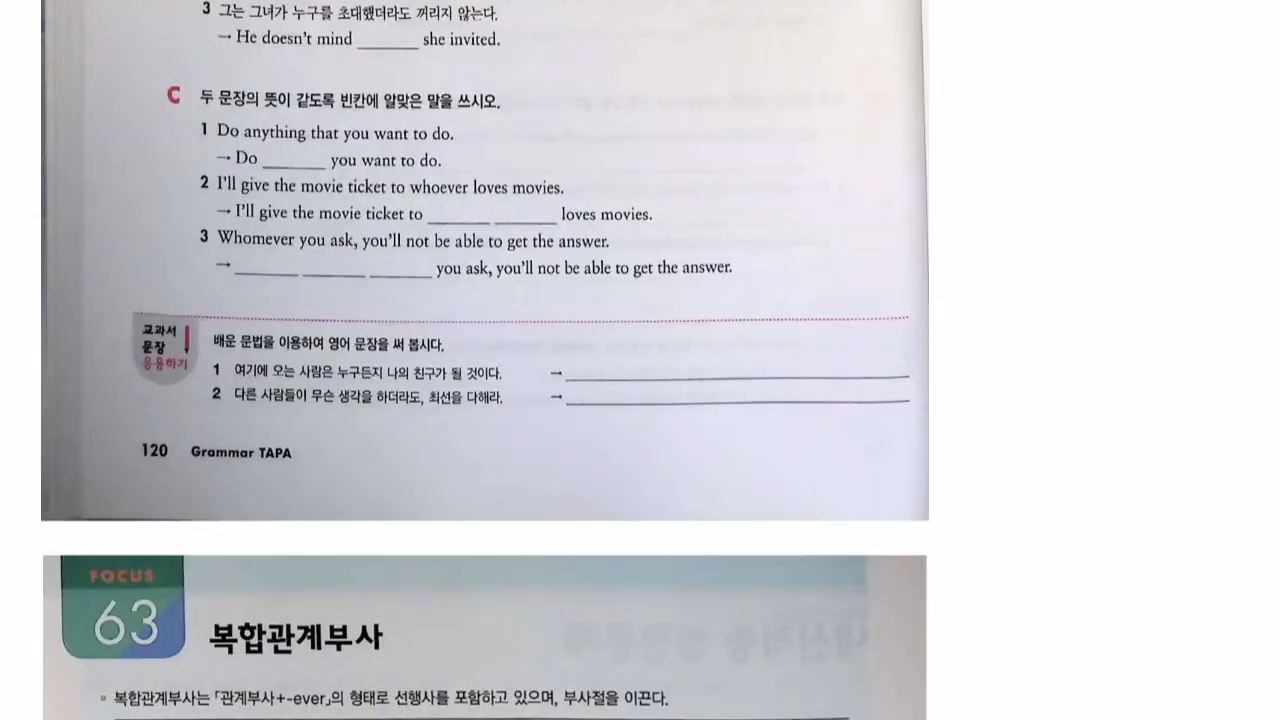 3 그는 그녀가 누구를 초대했더라도 꺼리지 않는다.
→ He doesn't mind ________ she invited.
C 두 문장의 뜻이 같도록 빈칸에 알맞은 말을 쓰시오.
1 Do anything that you want to do.
→ Do ________ you want to do.
2 I'll give the movie ticket to whoever loves movies.
→ I'll give the movie ticket to ________ ________ loves movies.
3 Whomever you ask, you'll not be able to get the answer.
→ ________ ________ ________ you ask, you'll not be able to get the answer.
교과서
문장
응용하기
배운 문법을 이용하여 영어 문장을 써 봅시다.
1 여기에 오는 사람은 누구든지 나의 친구가 될 것이다. → ________
2 다른 사람들이 무슨 생각을 하더라도, 최선을 다해라. → ________
120 Grammar TAPA
FOCUS
63
복합관계부사
복합관계부사는 「관계부사+-ever」의 형태로 선행사를 포함하고 있으며, 부사절을 이끈다.